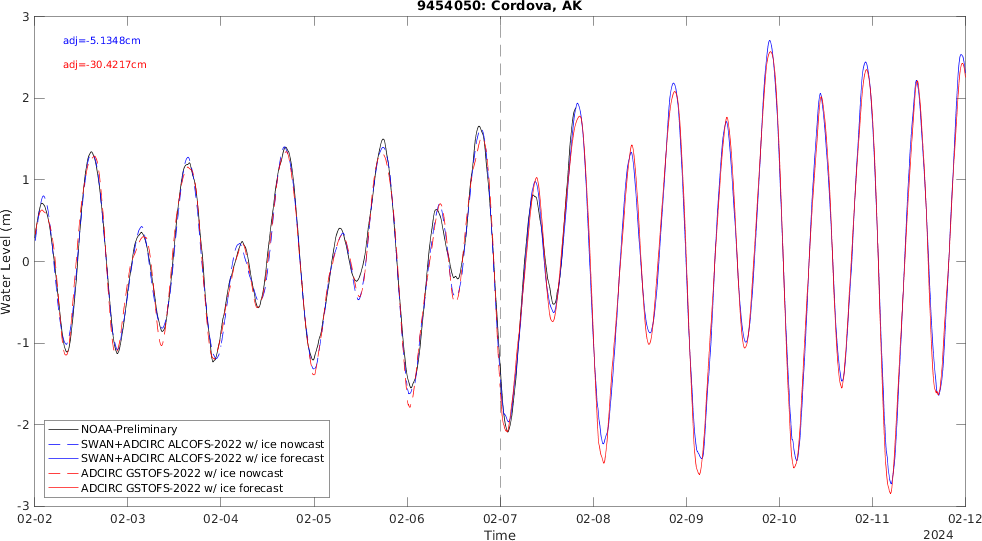 9454050: Cordova, AK
adj=-5.1348cm
adj=-30.4217cm
3
2
1
0
-1
-2
-3
Water Level (m)
NOAA-Preliminary
SWAN+ADCIRC ALCOFS-2022 w/ ice nowcast
SWAN+ADCIRC ALCOFS-2022 w/ ice forecast
ADCIRC GSTOFS-2022 w/ ice nowcast
ADCIRC GSTOFS-2022 w/ ice forecast
02-02 02-03 02-04 02-05 02-06 02-07 02-08 02-09 02-10 02-11 02-12
Time
2024